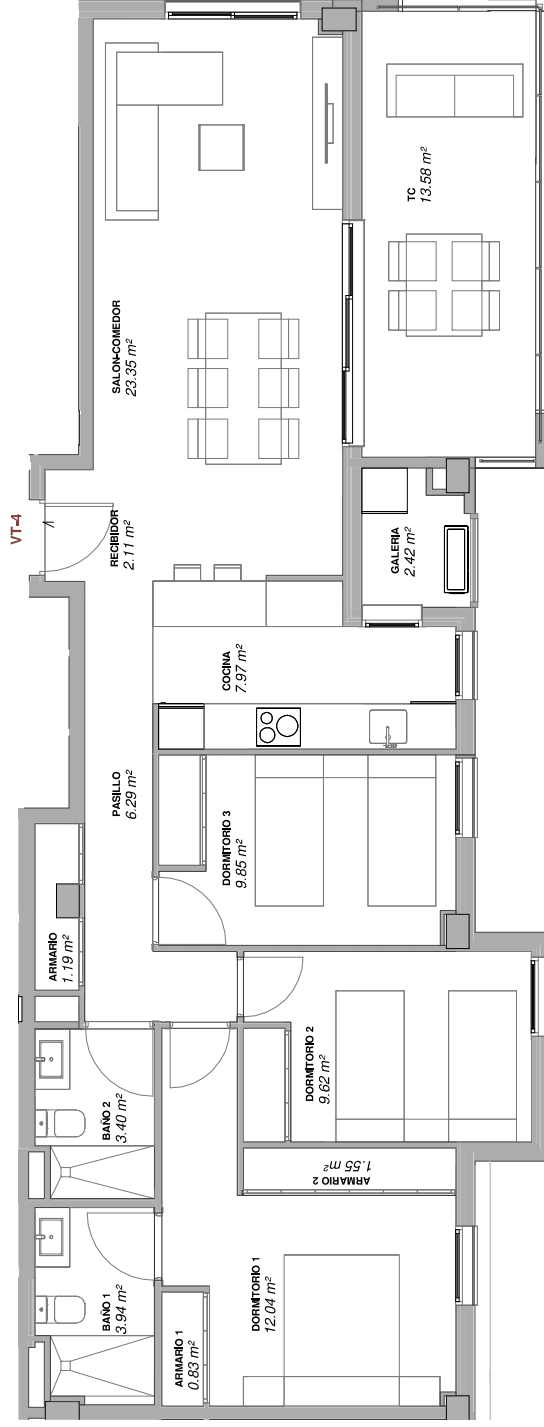 TC
13.58 m²
SALON-COMEDOR
23.35 m²
VT-4
RECIBIDOR
2.11 m²
GALERIA
2.42 m²
COCINA
7.97 m²
PASILLO
6.29 m²
DORMITORIO 3
9.85 m²
ARMARIO
1.19 m²
DORMITORIO 2
9.62 m²
BAÑO 2
3.40 m²
ARMARIO 2
1.55 m²
DORMITORIO 1
12.04 m²
BAÑO 1
3.94 m²
ARMARIO 1
0.83 m²